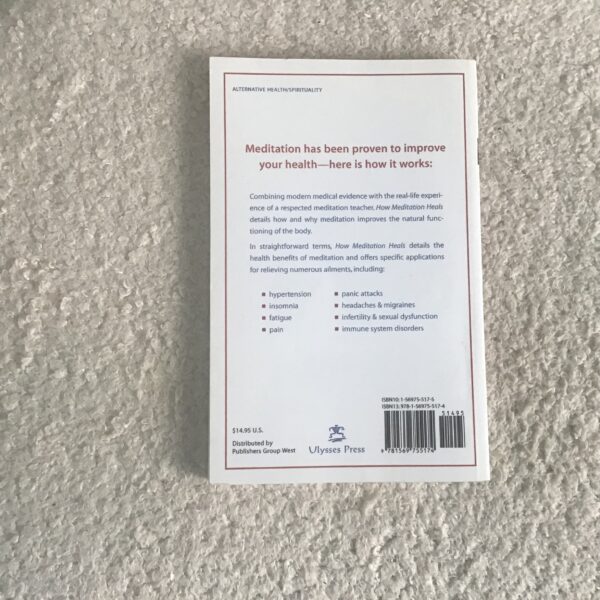 ALTERNATIVE HEALTH/SPIRITUALITY
Meditation has been proven to improve
your health—here is how it works:
Combining modern medical evidence with the real-life experi-
ence of a respected meditation teacher, How Meditation Heals
details how and why meditation improves the natural func-
tioning of the body.
In straightforward terms, How Meditation Heals details the
health benefits of meditation and offers specific applications
for relieving numerous ailments, including:
▪ hypertension
▪ insomnia
▪ fatigue
▪ pain
▪ panic attacks
▪ headaches & migraines
▪ infertility & sexual dysfunction
▪ immune system disorders
$14.95 U.S.
Distributed by
Publishers Group West
Ulysses Press
ISBN10: 1-56975-517-5
ISBN13: 978-1-56975-517-4
51495
9 781569 755174